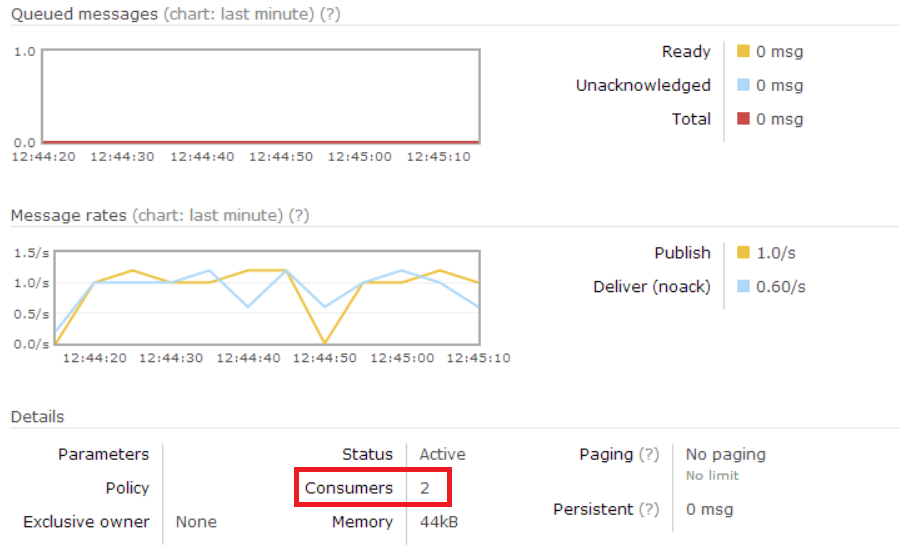 Queued messages (chart: last minute) (?)
1.0
0.0
12:44:20 12:44:30 12:44:40 12:44:50 12:45:00 12:45:10
Ready 0 msg
Unacknowledged 0 msg
Total 0 msg
Message rates (chart: last minute) (?)
1.5/s
1.0/s
0.5/s
0.0/s
12:44:20 12:44:30 12:44:40 12:44:50 12:45:00 12:45:10
Publish 1.0/s
Deliver (noack) 0.60/s
Details
Parameters
Policy
Exclusive owner None
Status Active
Consumers 2
Memory 44kB
Paging (?) No paging
No limit
Persistent (?) 0 msg